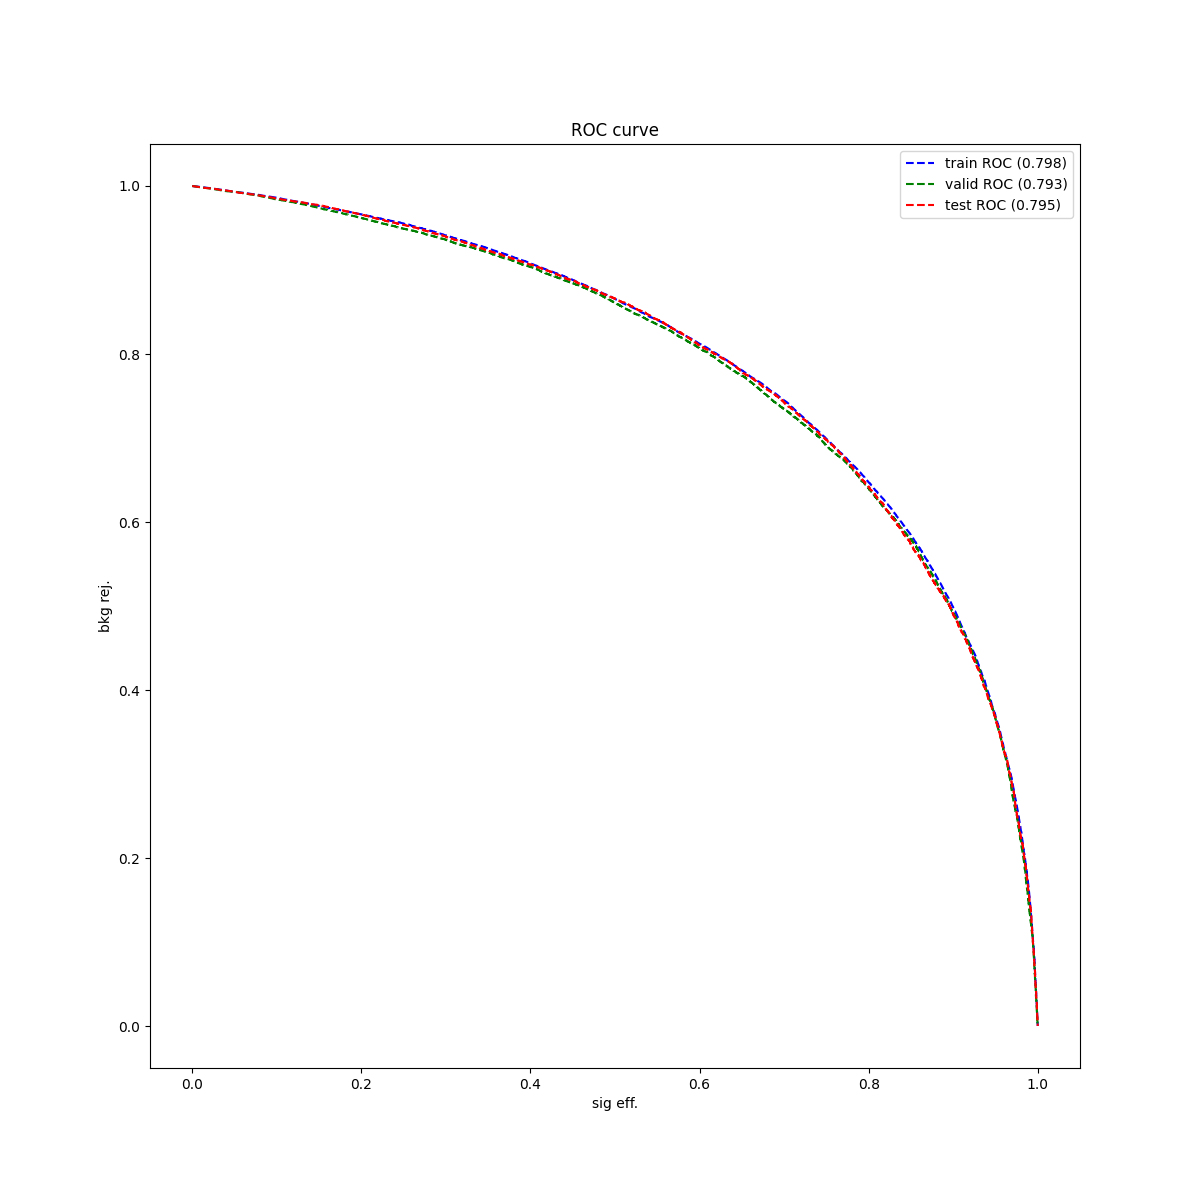 ROC curve
train ROC (0.798)
valid ROC (0.793)
test ROC (0.795)
1.0
0.8
0.6
0.4
0.2
0.0
bkg rej.
0.0 0.2 0.4 0.6 0.8 1.0
sig eff.